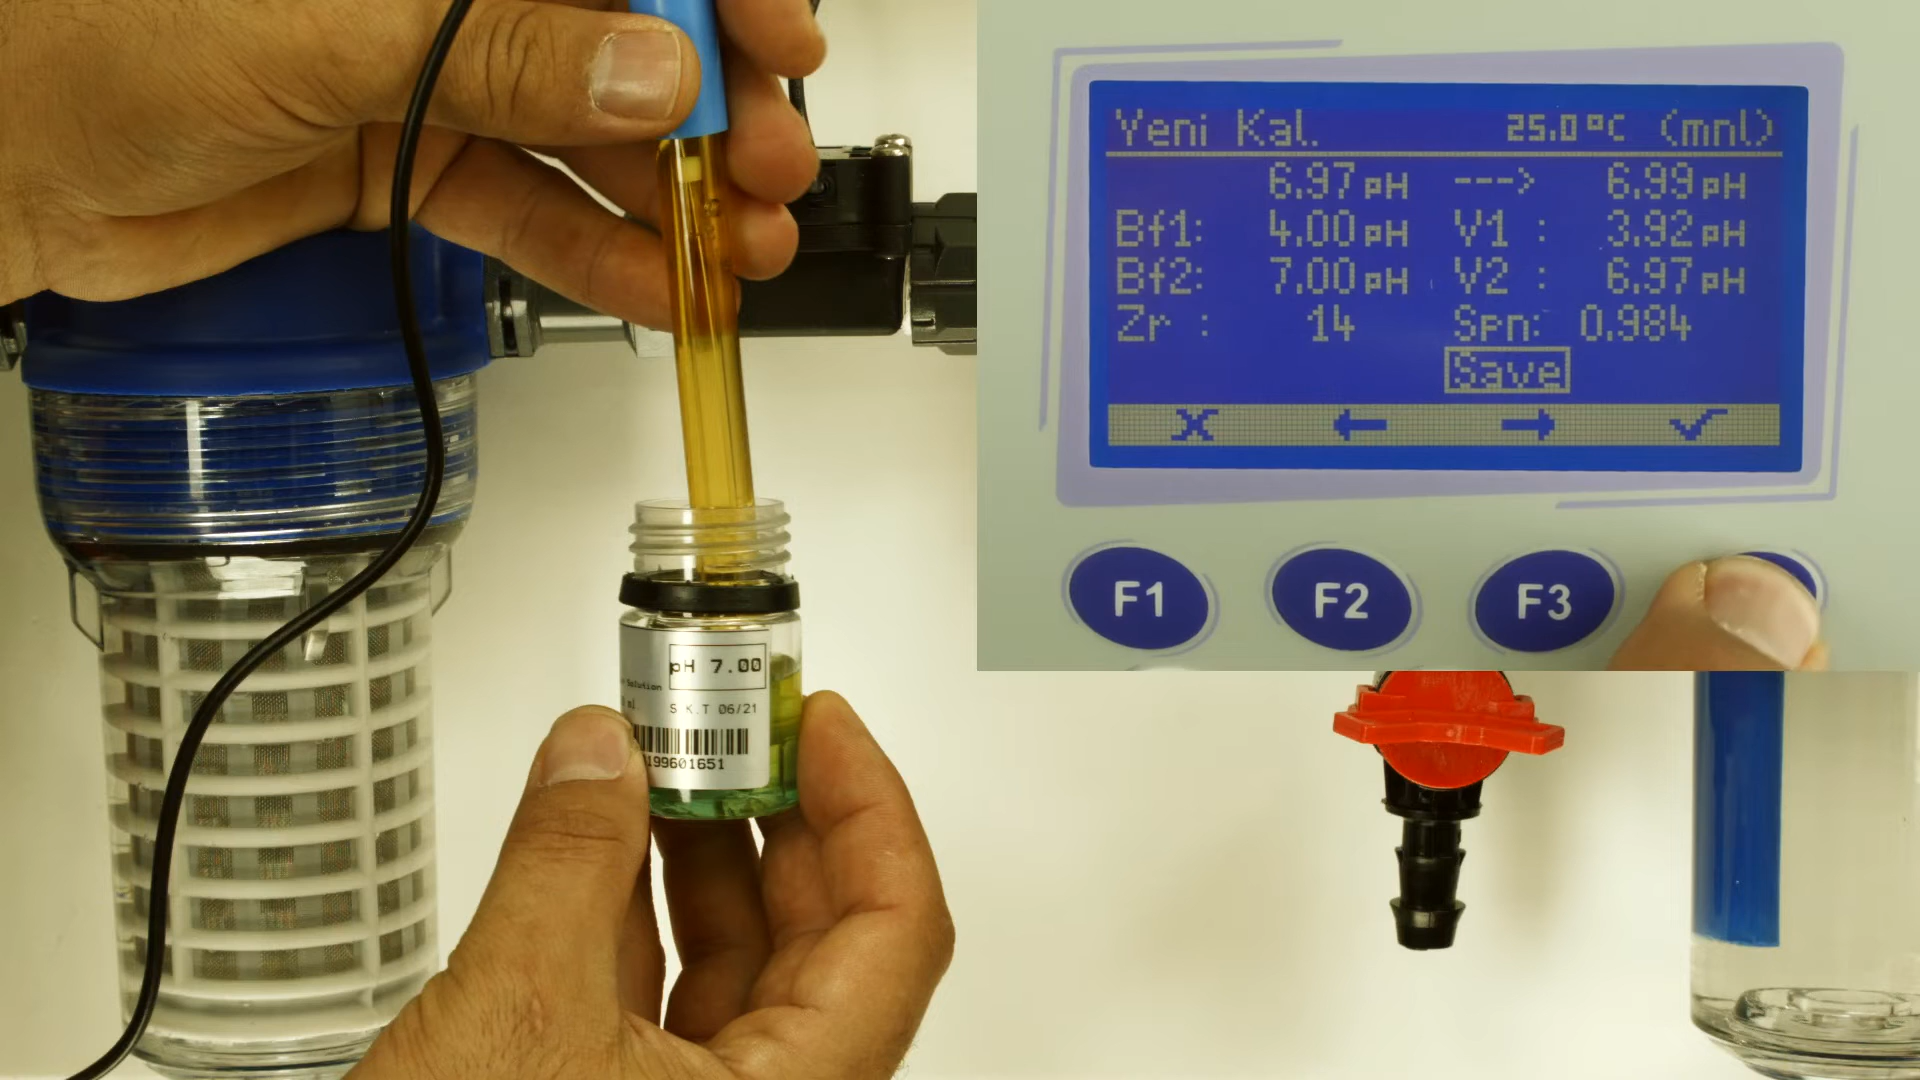 Yeni Kal. 25.0°C (mnl)
6.97 pH ---> 6.99 pH
Bf1: 4.00 pH V1 : 3.92 pH
Bf2: 7.00 pH V2 : 6.97 pH
Zr : 14 Spn: 0.984
Save
F1 F2 F3
pH 7.00
Solution
ml
S.K.T 06/21
199601651